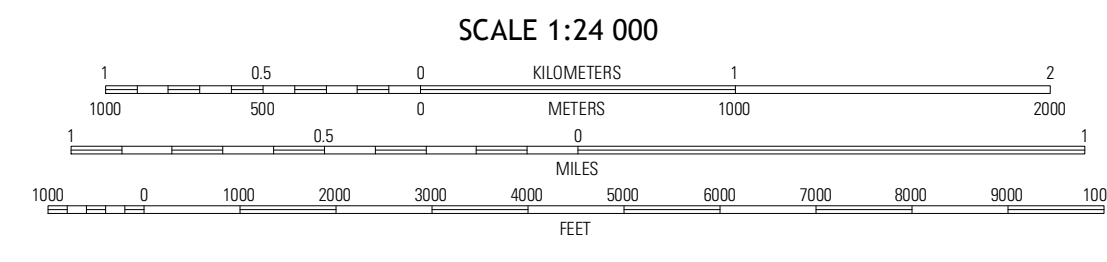 SCALE 1:24 000
1 0.5 0 KILOMETERS 1 2
1000 500 0 METERS 1000 2000
1 0.5 0 1
MILES
1000 0 1000 2000 3000 4000 5000 6000 7000 8000 9000 100
FEET